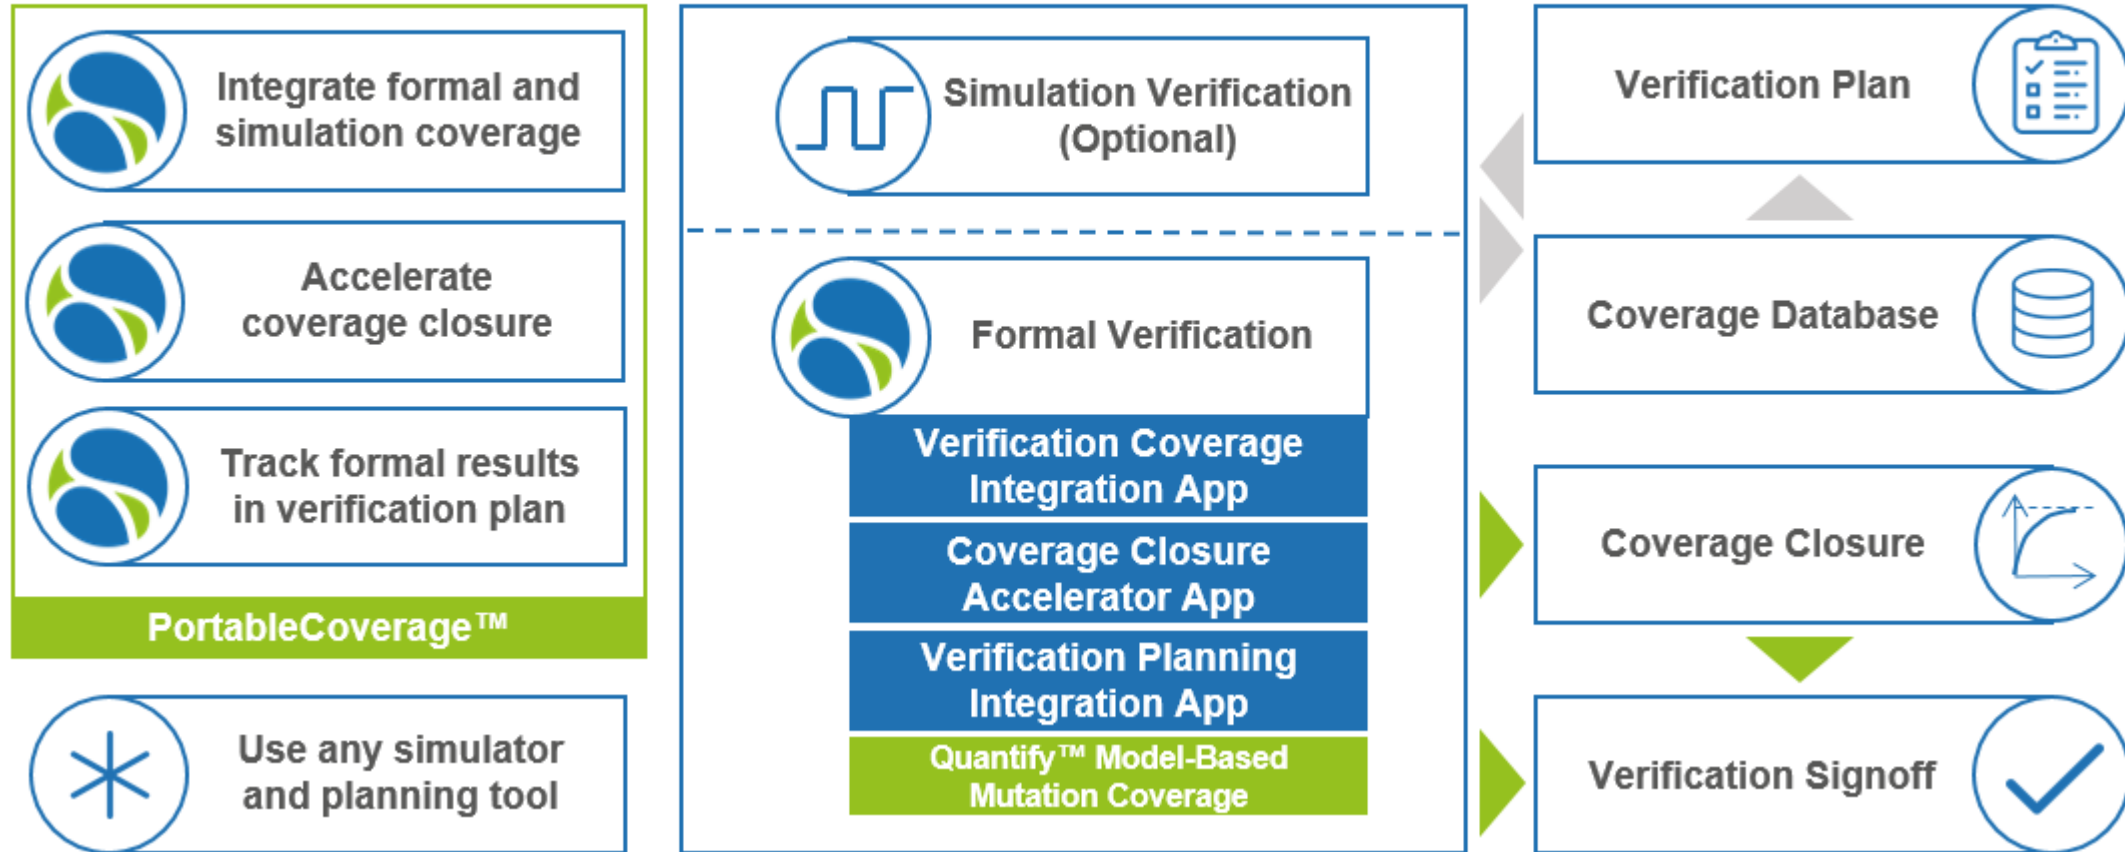 Integrate formal and
simulation coverage
Accelerate
coverage closure
Track formal results
in verification plan
PortableCoverage™
Use any simulator
and planning tool
Simulation Verification
(Optional)
Formal Verification
Verification Coverage
Integration App
Coverage Closure
Accelerator App
Verification Planning
Integration App
Quantify™ Model-Based
Mutation Coverage
Verification Plan
Coverage Database
Coverage Closure
Verification Signoff